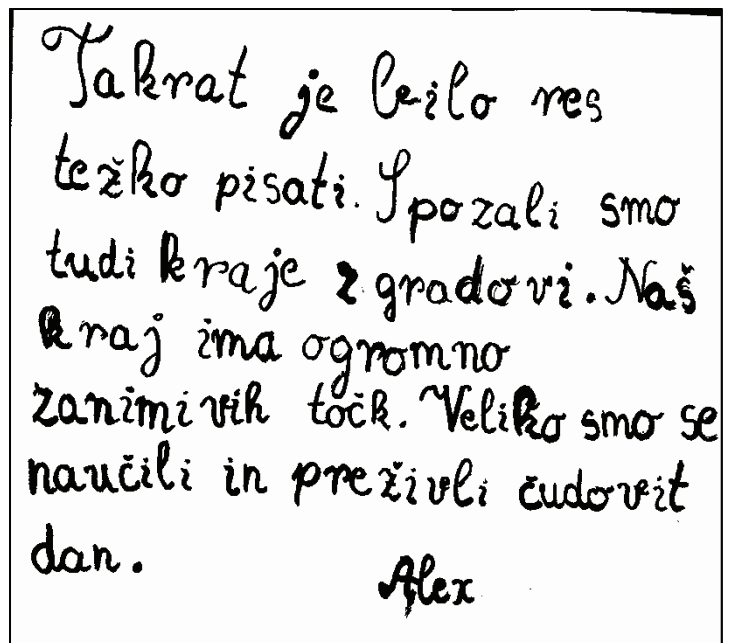 Takrat je bilo res
težko pisati. Spozali smo
tudi kraje z gradovi. Naš
kraj ima ogromno
zanimivih točk. Veliko smo se
naučili in preživli čudovit
dan.
Alex